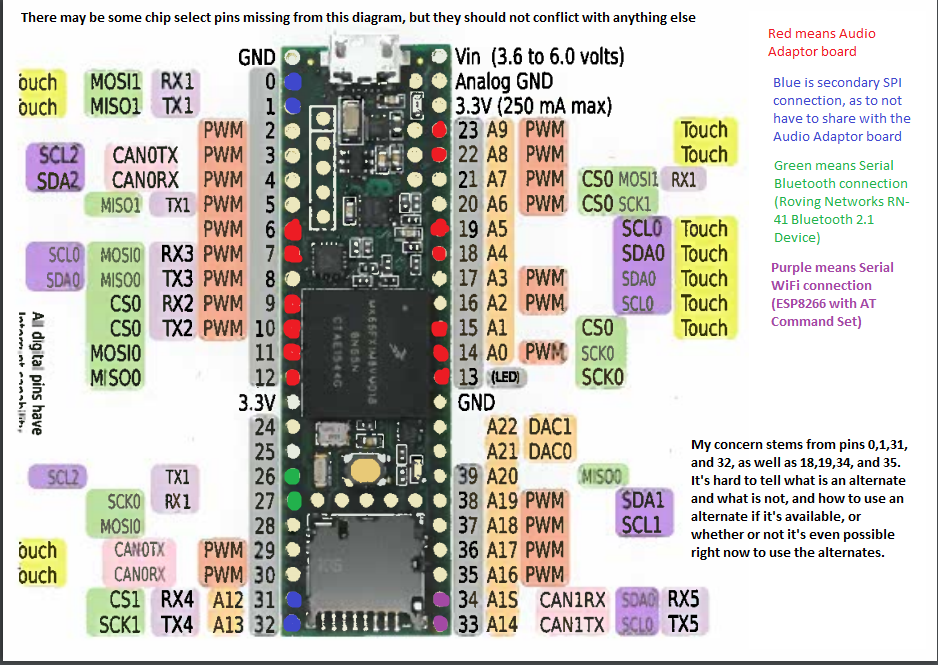 There may be some chip select pins missing from this diagram, but they should not conflict with anything else
GND Vin (3.6 to 6.0 volts)
ouch MOSI1 RX1 0 Analog GND
ouch MISO1 TX1 1 3.3V (250 mA max)
PWM 2 23 A9 PWM Touch
SCL2 CAN0TX PWM 3 22 A8 PWM Touch
SDA2 CAN0RX PWM 4 21 A7 PWM CS0 MOSI1 RX1
MISO1 TX1 PWM 5 20 A6 PWM CS0 SCK1
PWM 6 19 A5 SCL0 Touch
SCL0 MOSI0 RX3 PWM 7 18 A4 SDA0 Touch
SDA0 MISO0 TX3 PWM 8 17 A3 PWM SDA0 Touch
CS0 RX2 PWM 9 16 A2 PWM SCL0 Touch
CS0 TX2 PWM 10 15 A1 CS0 Touch
MOSI0 11 14 A0 PWM SCK0
MISO0 12 13 (LED) SCK0
3.3V GND
24 A22 DAC1
25 A21 DAC0
SCL2 TX1 26 39 A20 MISO0
SCK0 RX1 27 38 A19 PWM SDA1
MOSI0 28 37 A18 PWM SCL1
ouch CAN0TX PWM 29 36 A17 PWM
ouch CAN0RX PWM 30 35 A16 PWM
CS1 RX4 A12 31 34 A15 CAN1RX SDA0 RX5
SCK1 TX4 A13 32 33 A14 CAN1TX SCL0 TX5
All digital pins have
Red means Audio
Adaptor board
Blue is secondary SPI
connection, as to not
have to share with the
Audio Adaptor board
Green means Serial
Bluetooth connection
(Roving Networks RN-
41 Bluetooth 2.1
Device)
Purple means Serial
WiFi connection
(ESP8266 with AT
Command Set)
My concern stems from pins 0,1,31,
and 32, as well as 18,19,34, and 35.
It's hard to tell what is an alternate
and what is not, and how to use an
alternate if it's available, or
whether or not it's even possible
right now to use the alternates.